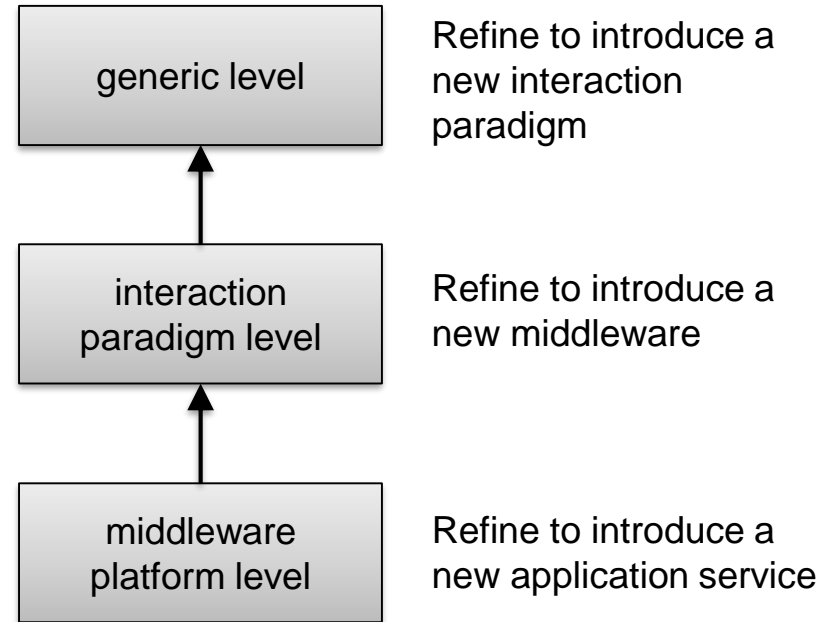 generic level
Refine to introduce a
new interaction
paradigm
interaction
paradigm level
Refine to introduce a
new middleware
middleware
platform level
Refine to introduce a
new application service